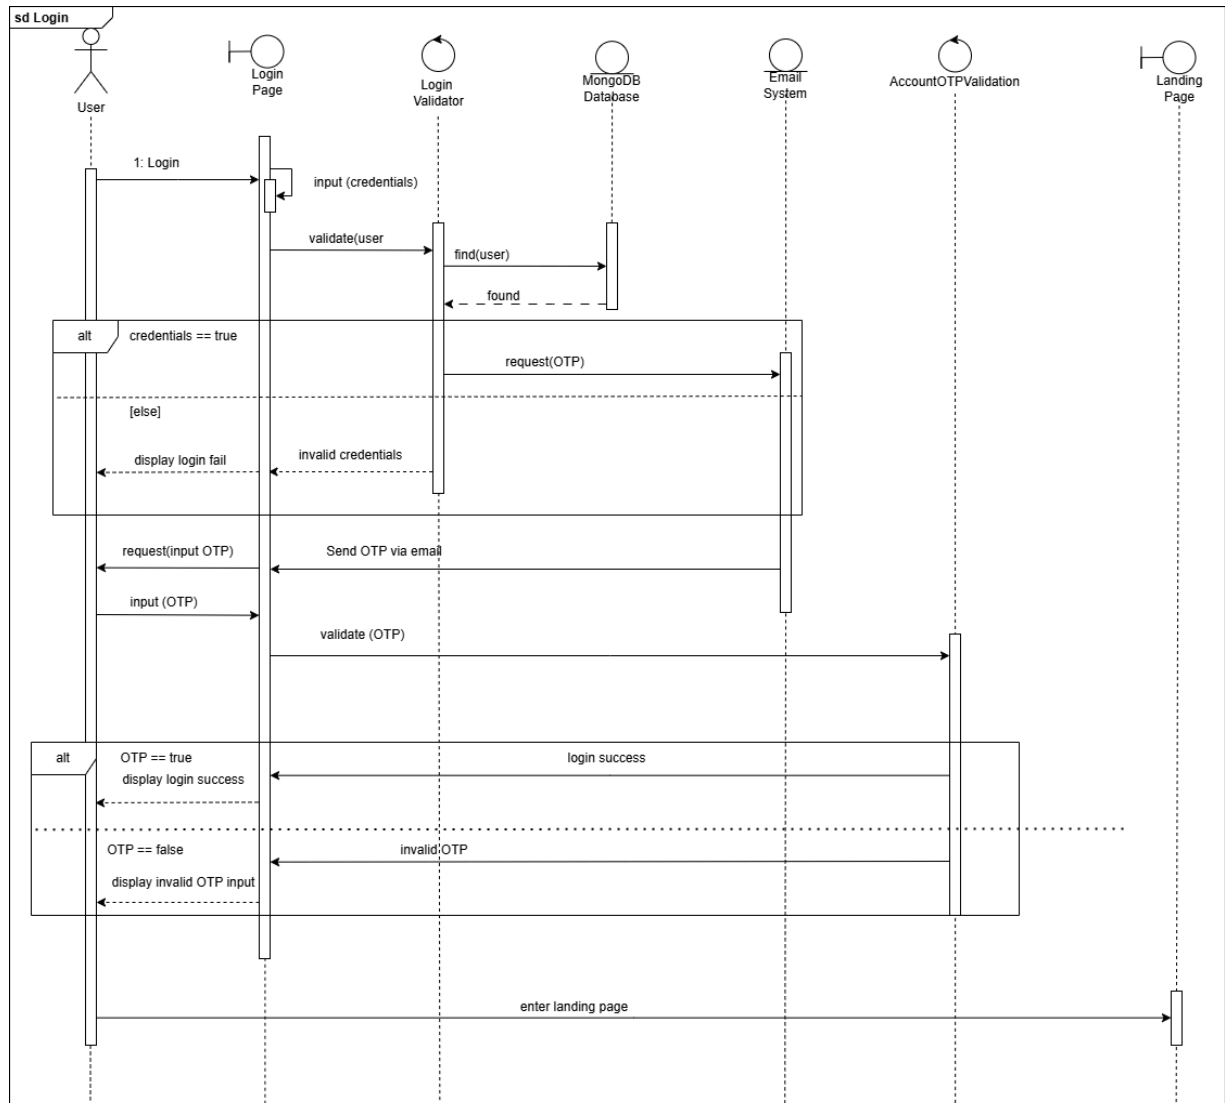 sd Login
User
Login
Page
Login
Validator
MongoDB
Database
Email
System
AccountOTPValidation
Landing
Page
1: Login
input (credentials)
validate(user
find(user)
found
alt
credentials == true
request(OTP)
[else]
invalid credentials
display login fail
request(input OTP)
Send OTP via email
input (OTP)
validate (OTP)
alt
OTP == true
login success
display login success
OTP == false
invalid OTP
display invalid OTP input
enter landing page